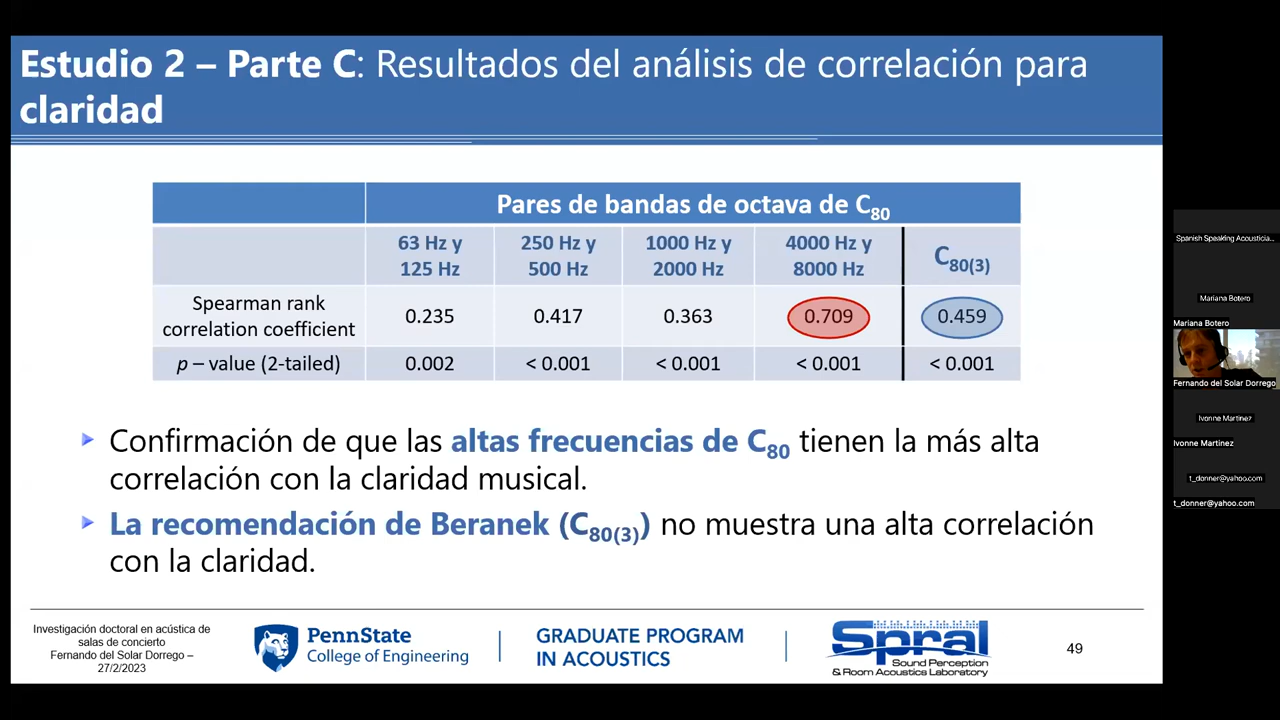 Estudio 2 – Parte C: Resultados del análisis de correlación para
claridad
Pares de bandas de octava de C80
63 Hz y
125 Hz
250 Hz y
500 Hz
1000 Hz y
2000 Hz
4000 Hz y
8000 Hz
C80(3)
Spearman rank
correlation coefficient
0.235
0.417
0.363
0.709
0.459
p – value (2-tailed)
0.002
< 0.001
< 0.001
< 0.001
< 0.001
Confirmación de que las altas frecuencias de C80 tienen la más alta
correlación con la claridad musical.
La recomendación de Beranek (C80(3)) no muestra una alta correlación
con la claridad.
Investigación doctoral en acústica de
salas de concierto
Fernando del Solar Dorrego –
27/2/2023
PennState
College of Engineering
GRADUATE PROGRAM
IN ACOUSTICS
Spral
Sound Perception
& Room Acoustics Laboratory
49
Spanish Speaking Acousticia...
Mariana Botero
Mariana Botero
Fernando del Solar Dorrego
Ivonne Martinez
Ivonne Martinez
t_donner@yahoo.com
t_donner@yahoo.com